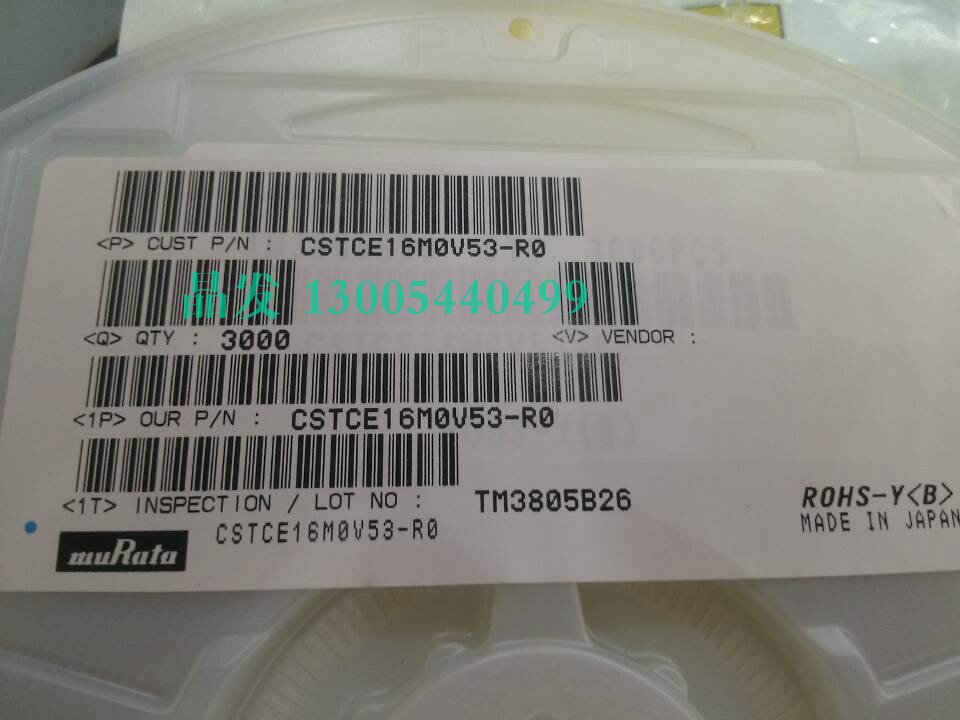 <P> CUST P/N : CSTCE16M0V53-R0
晶发 13005440499
<Q> QTY : 3000
<V> VENDOR :
<1P> OUR P/N : CSTCE16M0V53-R0
<1T> INSPECTION / LOT NO : TM3805B26
ROHS-Y<B>
MADE IN JAPAN
muRata
CSTCE16M0V53-R0